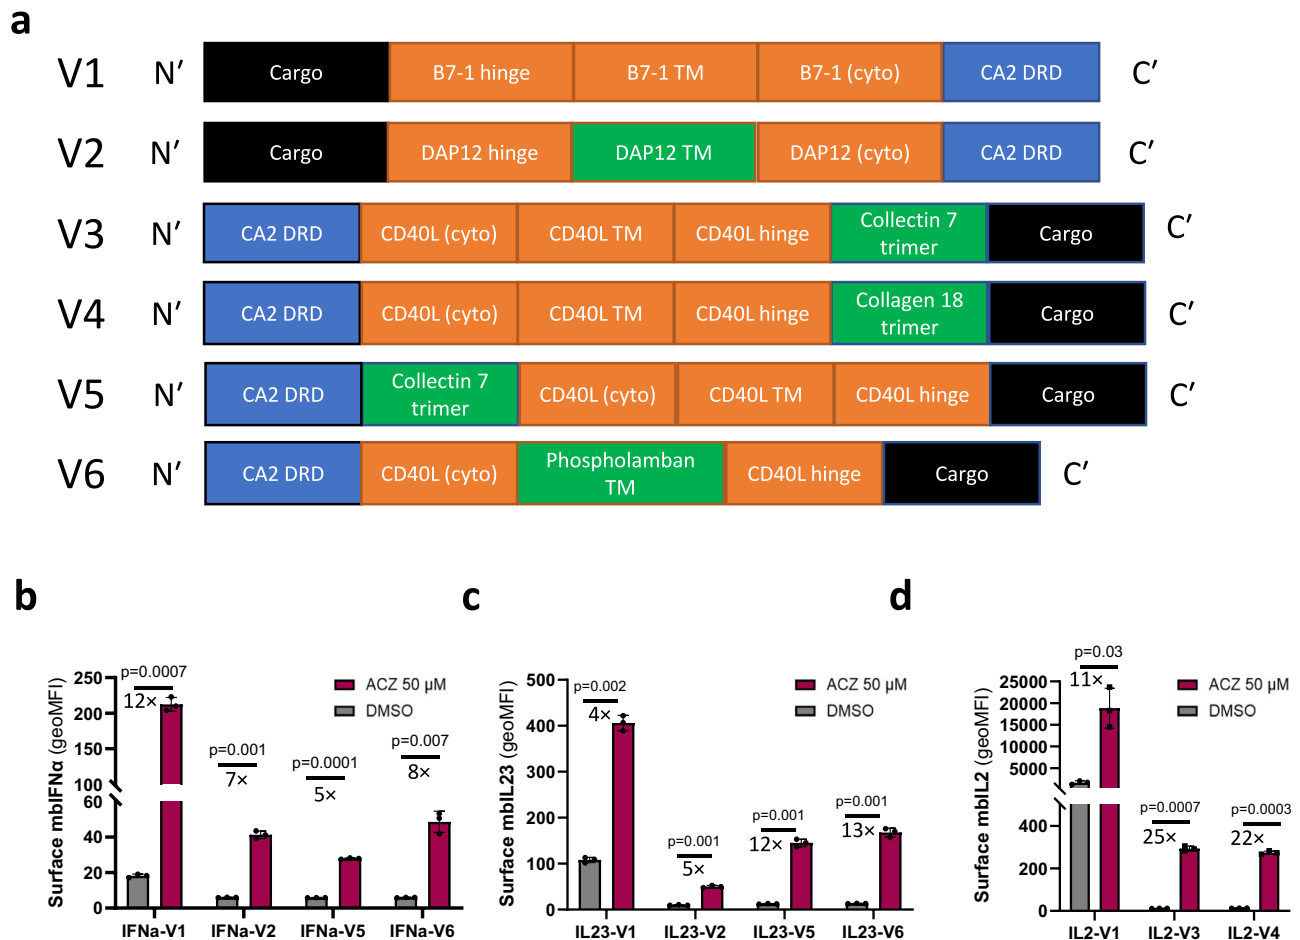 a
V1 N′ Cargo B7-1 hinge B7-1 TM B7-1 (cyto) CA2 DRD C′
V2 N′ Cargo DAP12 hinge DAP12 TM DAP12 (cyto) CA2 DRD C′
V3 N′ CA2 DRD CD40L (cyto) CD40L TM CD40L hinge Collectin 7 trimer Cargo C′
V4 N′ CA2 DRD CD40L (cyto) CD40L TM CD40L hinge Collagen 18 trimer Cargo C′
V5 N′ CA2 DRD Collectin 7 trimer CD40L (cyto) CD40L TM CD40L hinge Cargo C′
V6 N′ CA2 DRD CD40L (cyto) Phospholamban TM CD40L hinge Cargo C′
b
Surface mbIFNα (geoMFI)
250
200
150
100
60
40
20
0
p=0.0007
12×
p=0.001
7×
p=0.0001
5×
p=0.007
8×
ACZ 50 μM
DMSO
IFNa-V1 IFNa-V2 IFNa-V5 IFNa-V6
c
Surface mbIL23 (geoMFI)
500
400
300
200
100
0
p=0.002
4×
p=0.001
5×
p=0.001
12×
p=0.001
13×
ACZ 50 μM
DMSO
IL23-V1 IL23-V2 IL23-V5 IL23-V6
d
Surface mbIL2 (geoMFI)
25000
20000
15000
10000
5000
400
200
0
p=0.03
11×
p=0.0007
25×
p=0.0003
22×
ACZ 50 μM
DMSO
IL2-V1 IL2-V3 IL2-V4